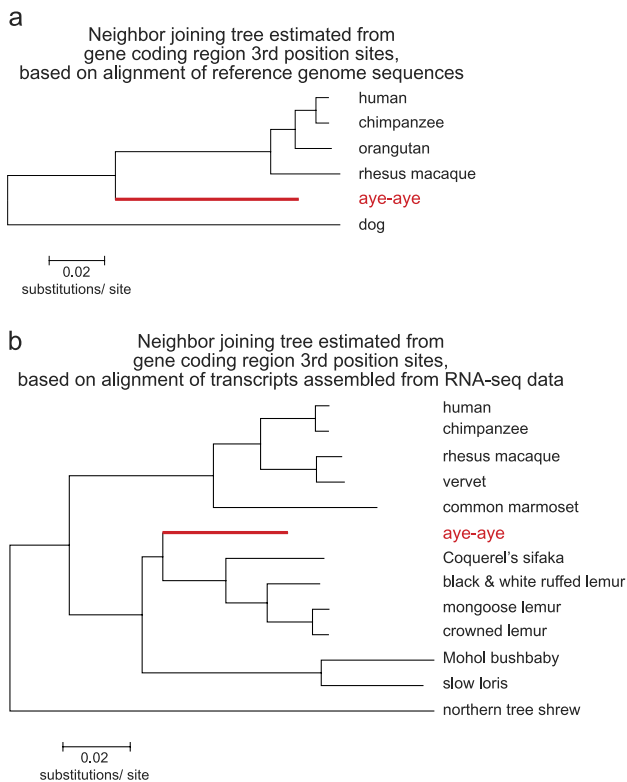 a
Neighbor joining tree estimated from
gene coding region 3rd position sites,
based on alignment of reference genome sequences
human
chimpanzee
orangutan
rhesus macaque
aye-aye
dog
0.02
substitutions/ site
b
Neighbor joining tree estimated from
gene coding region 3rd position sites,
based on alignment of transcripts assembled from RNA-seq data
human
chimpanzee
rhesus macaque
vervet
common marmoset
aye-aye
Coquerel's sifaka
black & white ruffed lemur
mongoose lemur
crowned lemur
Mohol bushbaby
slow loris
northern tree shrew
0.02
substitutions/ site